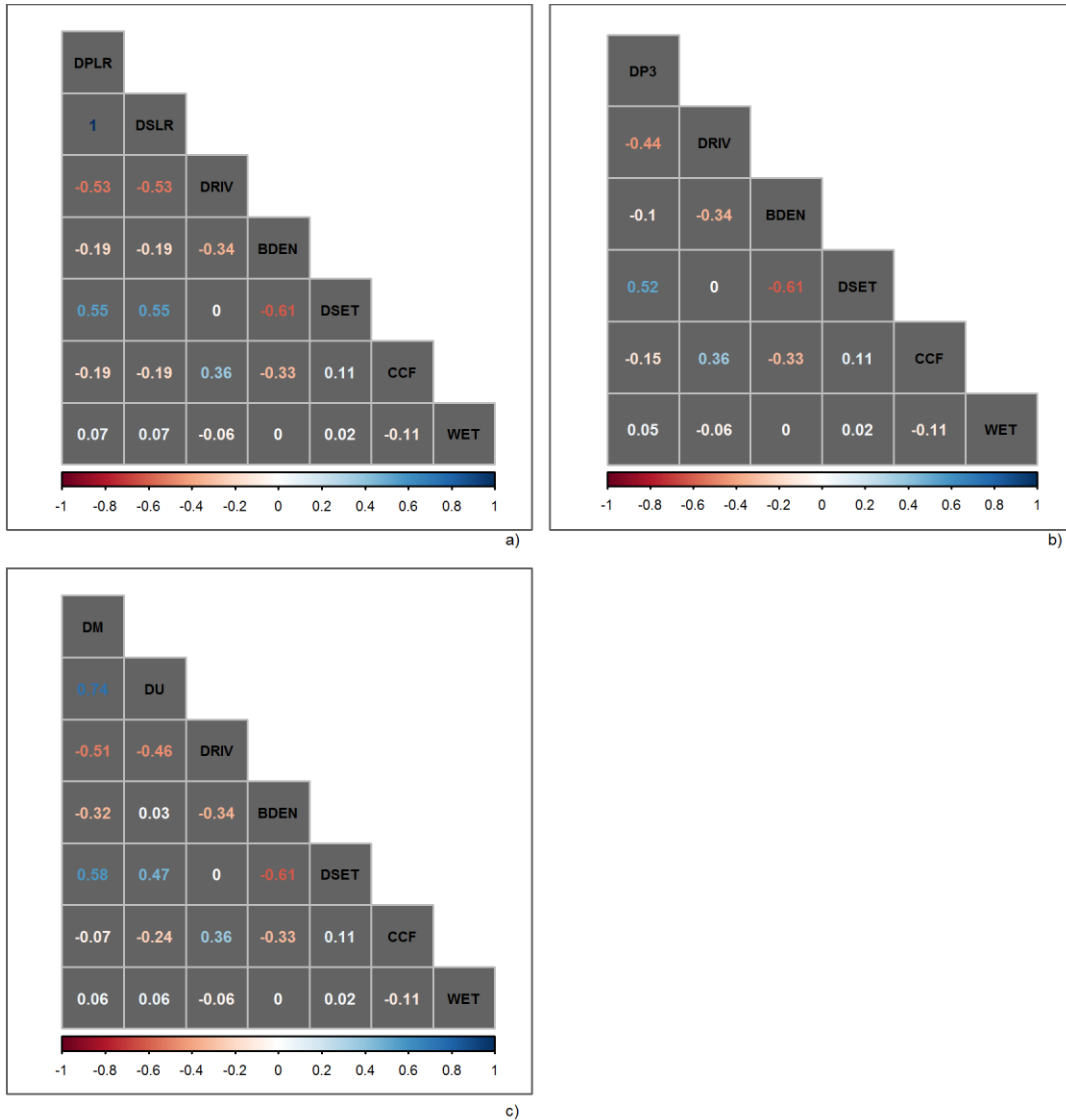 DPLR
1 DSLR
-0.53 -0.53 DRIV
-0.19 -0.19 -0.34 BDEN
0.55 0.55 0 -0.61 DSET
-0.19 -0.19 0.36 -0.33 0.11 CCF
0.07 0.07 -0.06 0 0.02 -0.11 WET
-1 -0.8 -0.6 -0.4 -0.2 0 0.2 0.4 0.6 0.8 1
a)
DP3
-0.44 DRIV
-0.1 -0.34 BDEN
0.52 0 -0.61 DSET
-0.15 0.36 -0.33 0.11 CCF
0.05 -0.06 0 0.02 -0.11 WET
-1 -0.8 -0.6 -0.4 -0.2 0 0.2 0.4 0.6 0.8 1
b)
DM
0.74 DU
-0.51 -0.46 DRIV
-0.32 0.03 -0.34 BDEN
0.58 0.47 0 -0.61 DSET
-0.07 -0.24 0.36 -0.33 0.11 CCF
0.06 0.06 -0.06 0 0.02 -0.11 WET
-1 -0.8 -0.6 -0.4 -0.2 0 0.2 0.4 0.6 0.8 1
c)